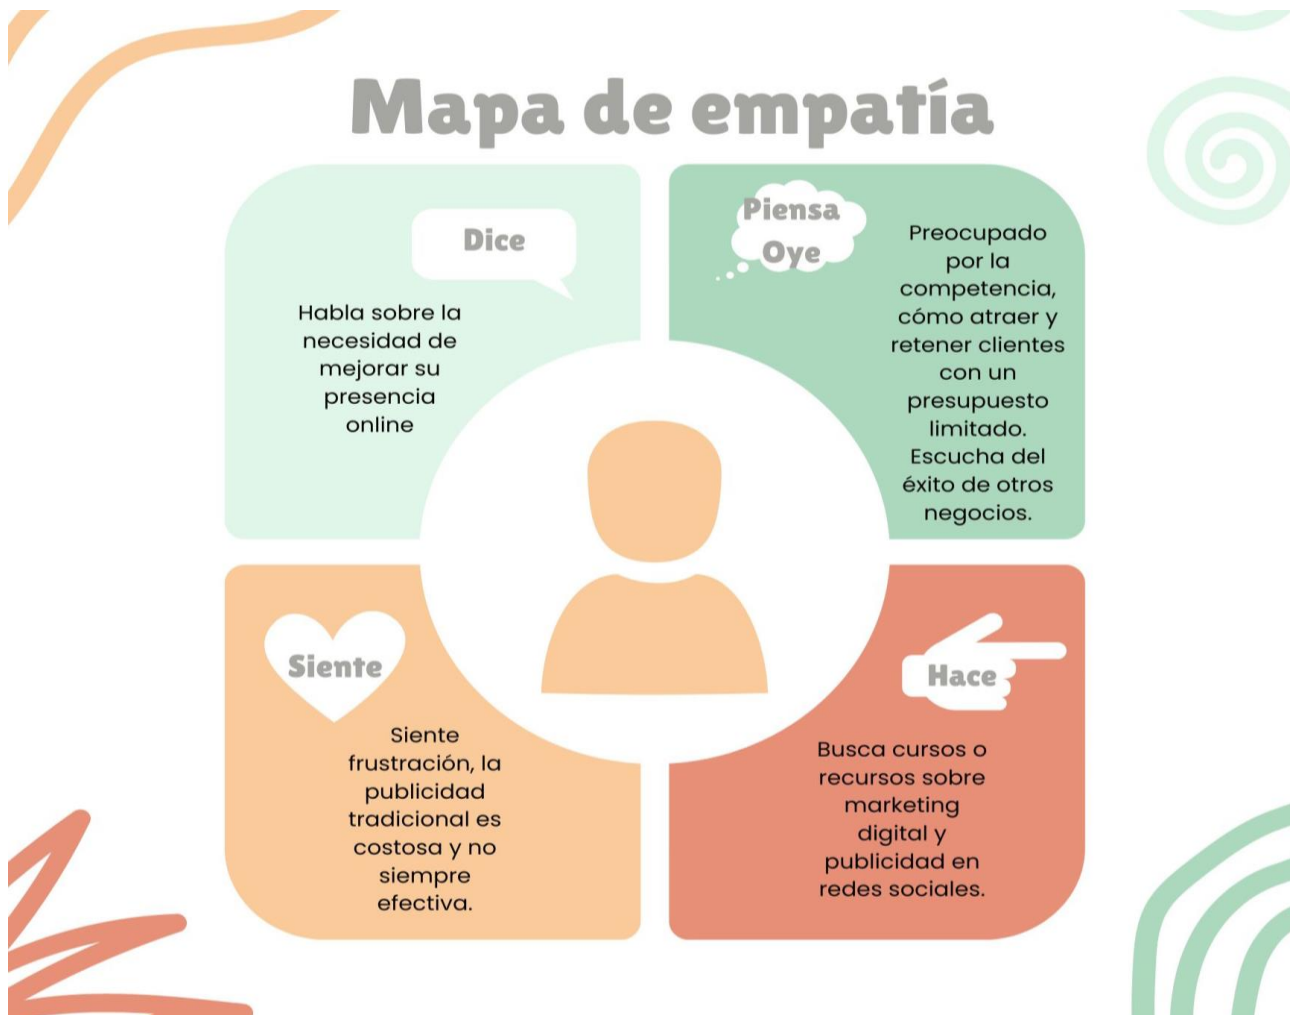 Mapa de empatía
Dice
Habla sobre la
necesidad de
mejorar su
presencia
online
Piensa
Oye
Preocupado
por la
competencia,
cómo atraer y
retener clientes
con un
presupuesto
limitado.
Escucha del
éxito de otros
negocios.
Siente
Siente
frustración, la
publicidad
tradicional es
costosa y no
siempre
efectiva.
Hace
Busca cursos o
recursos sobre
marketing
digital y
publicidad en
redes sociales.